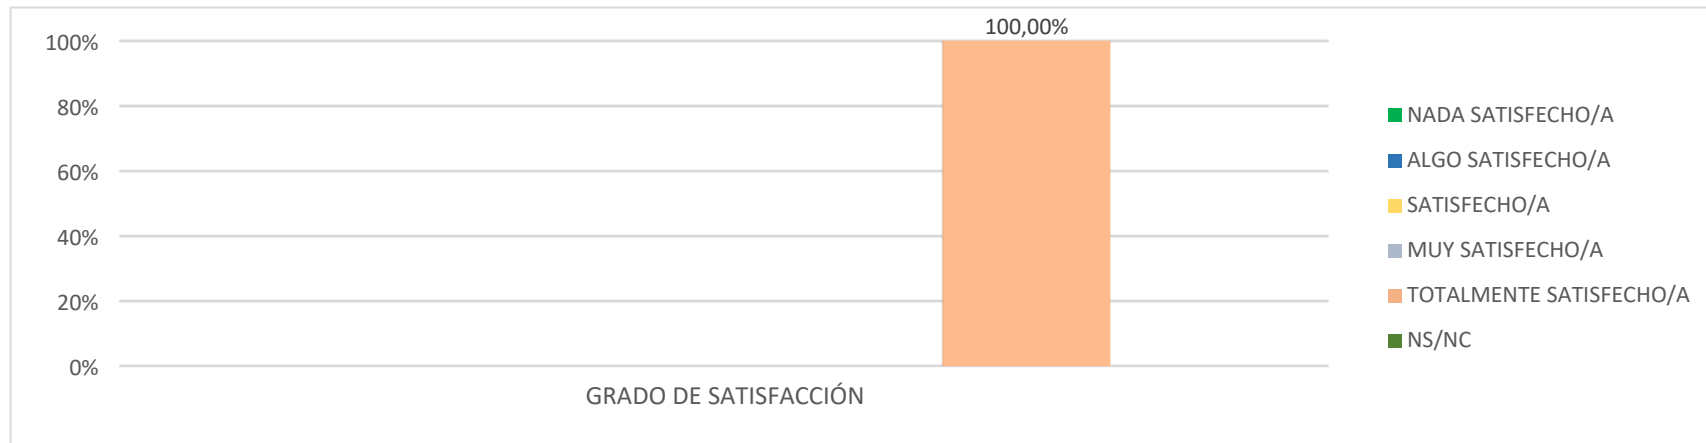 100,00%
100%
80%
60%
40%
20%
0%
GRADO DE SATISFACCIÓN
NADA SATISFECHO/A
ALGO SATISFECHO/A
SATISFECHO/A
MUY SATISFECHO/A
TOTALMENTE SATISFECHO/A
NS/NC